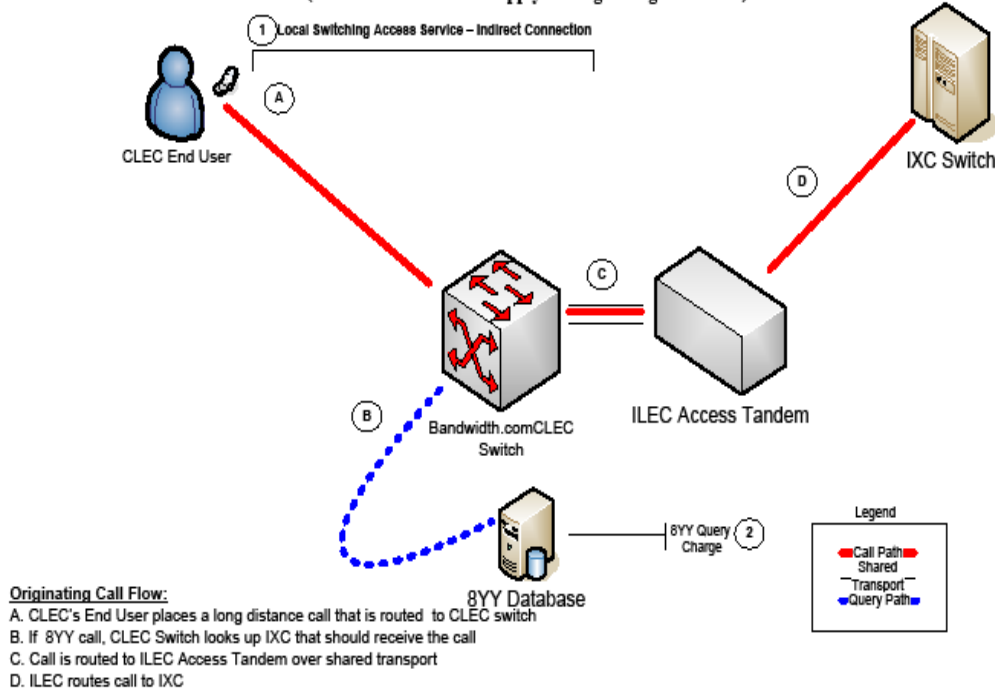 1 Local Switching Access Service – Indirect Connection
A
CLEC End User
IXC Switch
D
C
ILEC Access Tandem
B
Bandwidth.comCLEC
Switch
8YY Query
Charge
2
8YY Database
Legend
Call Path
Shared
Transport
Query Path
Originating Call Flow:
A. CLEC's End User places a long distance call that is routed to CLEC switch
B. If 8YY call, CLEC Switch looks up IXC that should receive the call
C. Call is routed to ILEC Access Tandem over shared transport
D. ILEC routes call to IXC